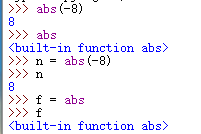 >>> abs(-8)
8
>>> abs
<built-in function abs>
>>> n = abs(-8)
>>> n
8
>>> f = abs
>>> f
<built-in function abs>